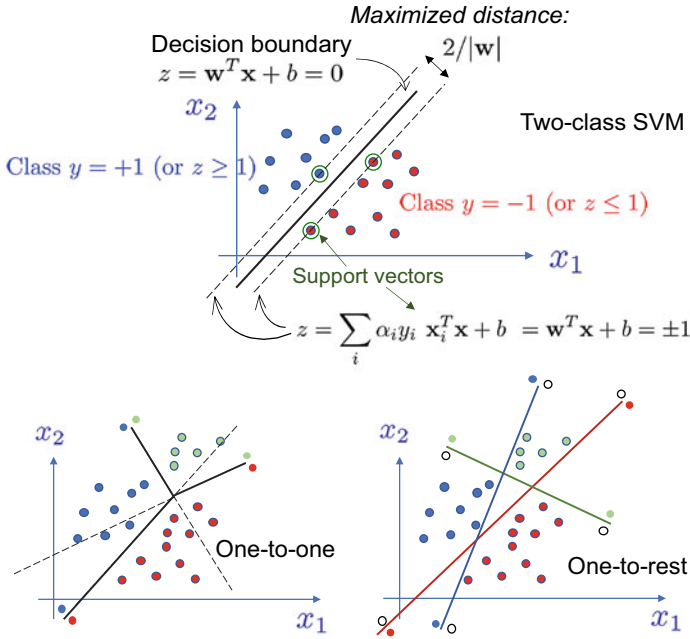 Maximized distance:
2/|w|
Decision boundary
z = w^T x + b = 0
x_2
Two-class SVM
Class y = +1 (or z ≥ 1)
Class y = −1 (or z ≤ 1)
x_1
Support vectors
z = ∑_i α_i y_i x_i^T x + b = w^T x + b = ±1
x_2
One-to-one
x_1
x_2
One-to-rest
x_1